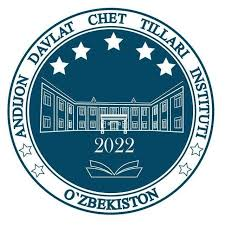 ANDIJON DAVLAT CHET TILLARI INSTITUTI
2022
O`ZBEKISTON